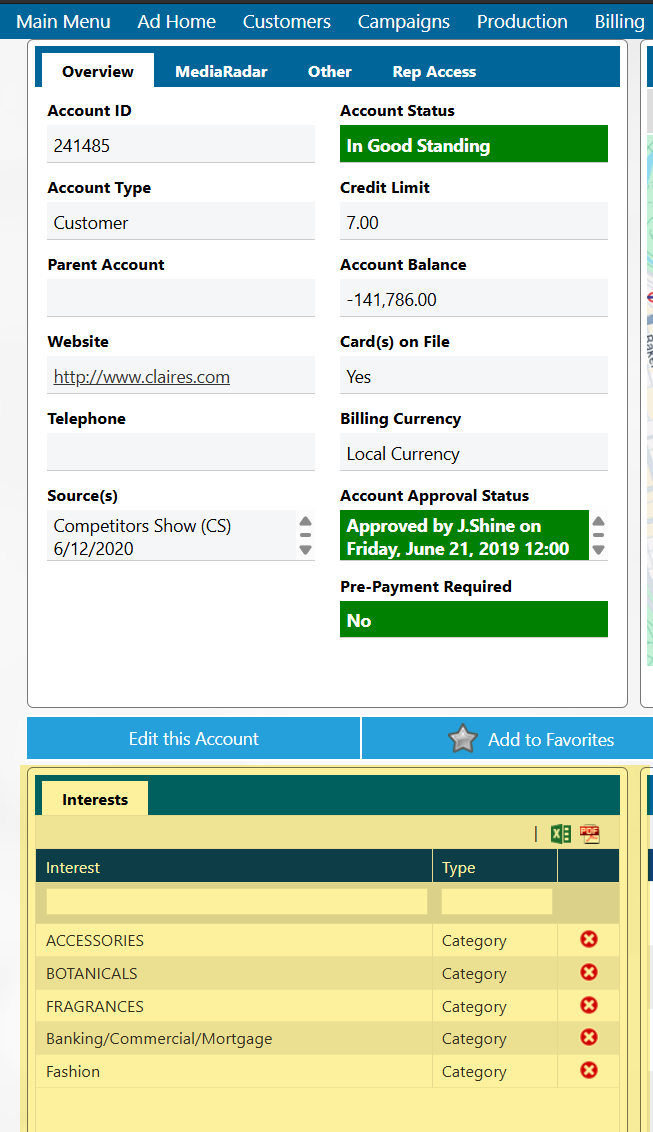 Main Menu Ad Home Customers Campaigns Production Billing
Overview MediaRadar Other Rep Access
Account ID
241485
Account Status
In Good Standing
Account Type
Customer
Credit Limit
7.00
Parent Account
Account Balance
-141,786.00
Website
http://www.claires.com
Card(s) on File
Yes
Telephone
Billing Currency
Local Currency
Source(s)
Competitors Show (CS)
6/12/2020
Account Approval Status
Approved by J.Shine on
Friday, June 21, 2019 12:00
Pre-Payment Required
No
Edit this Account
Add to Favorites
Interests
PDF
Interest Type
ACCESSORIES Category
BOTANICALS Category
FRAGRANCES Category
Banking/Commercial/Mortgage Category
Fashion Category